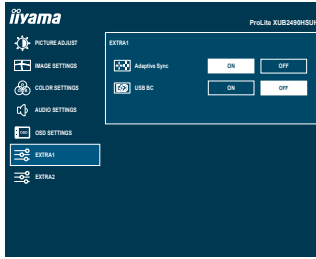 iiyama
ProLite XUB2490HSUH
PICTURE ADJUST
IMAGE SETTINGS
COLOR SETTINGS
AUDIO SETTINGS
OSD
OSD SETTINGS
EXTRA1
EXTRA2
EXTRA1
Adaptive Sync
ON
OFF
USB BC
ON
OFF